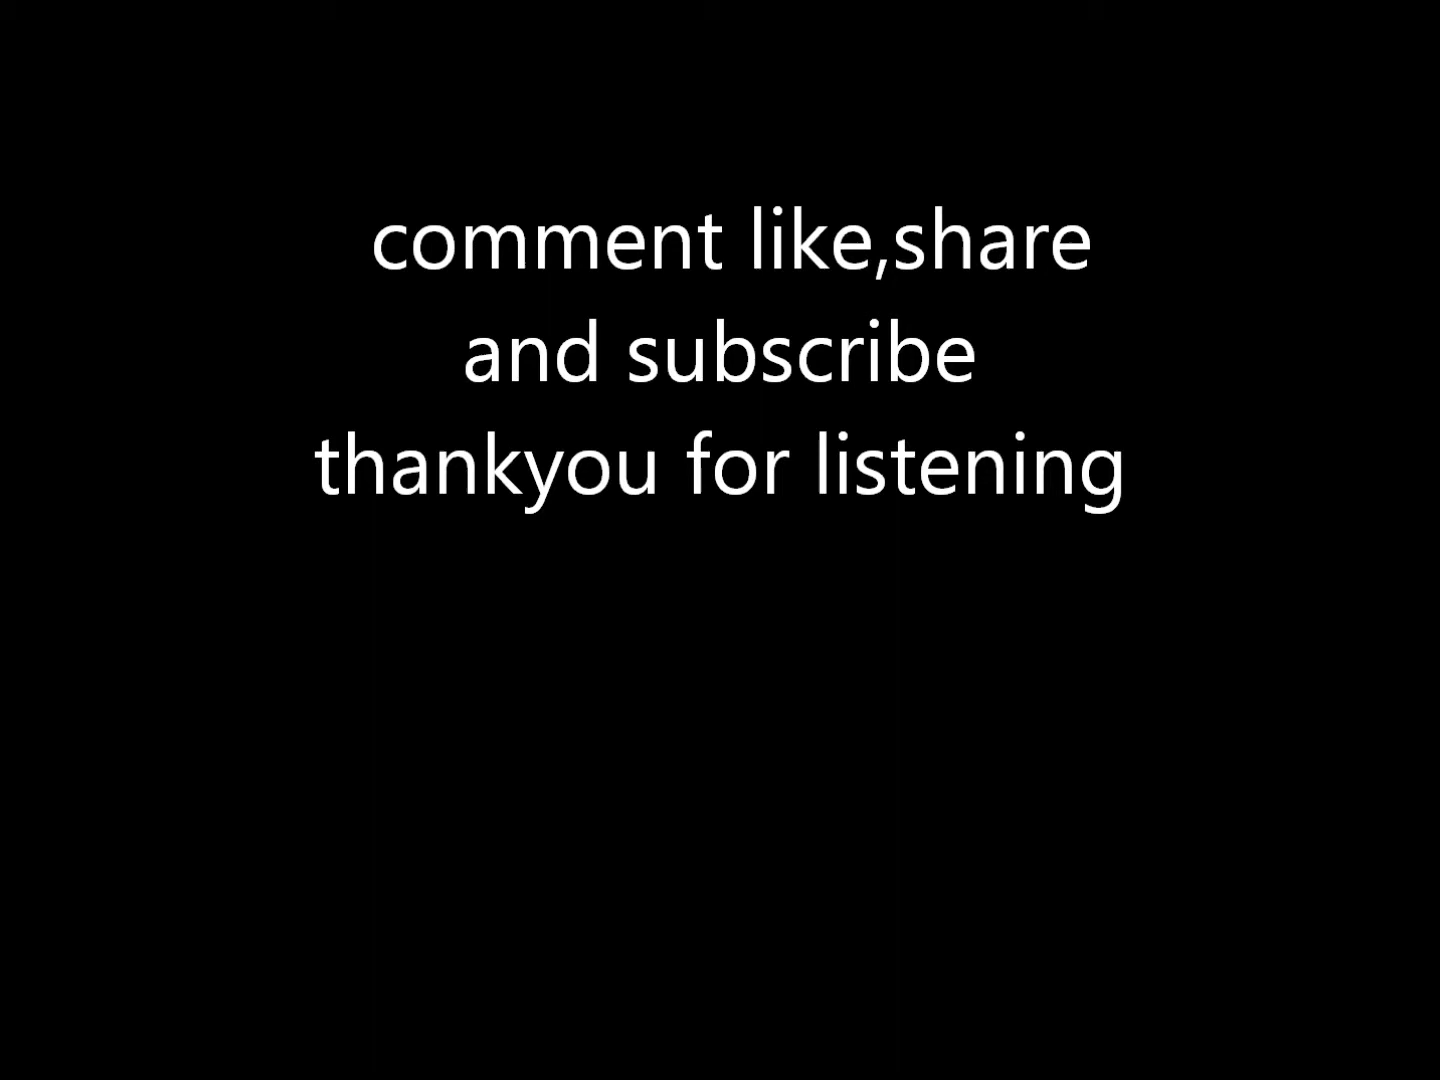 comment like,share
and subscribe
thankyou for listening